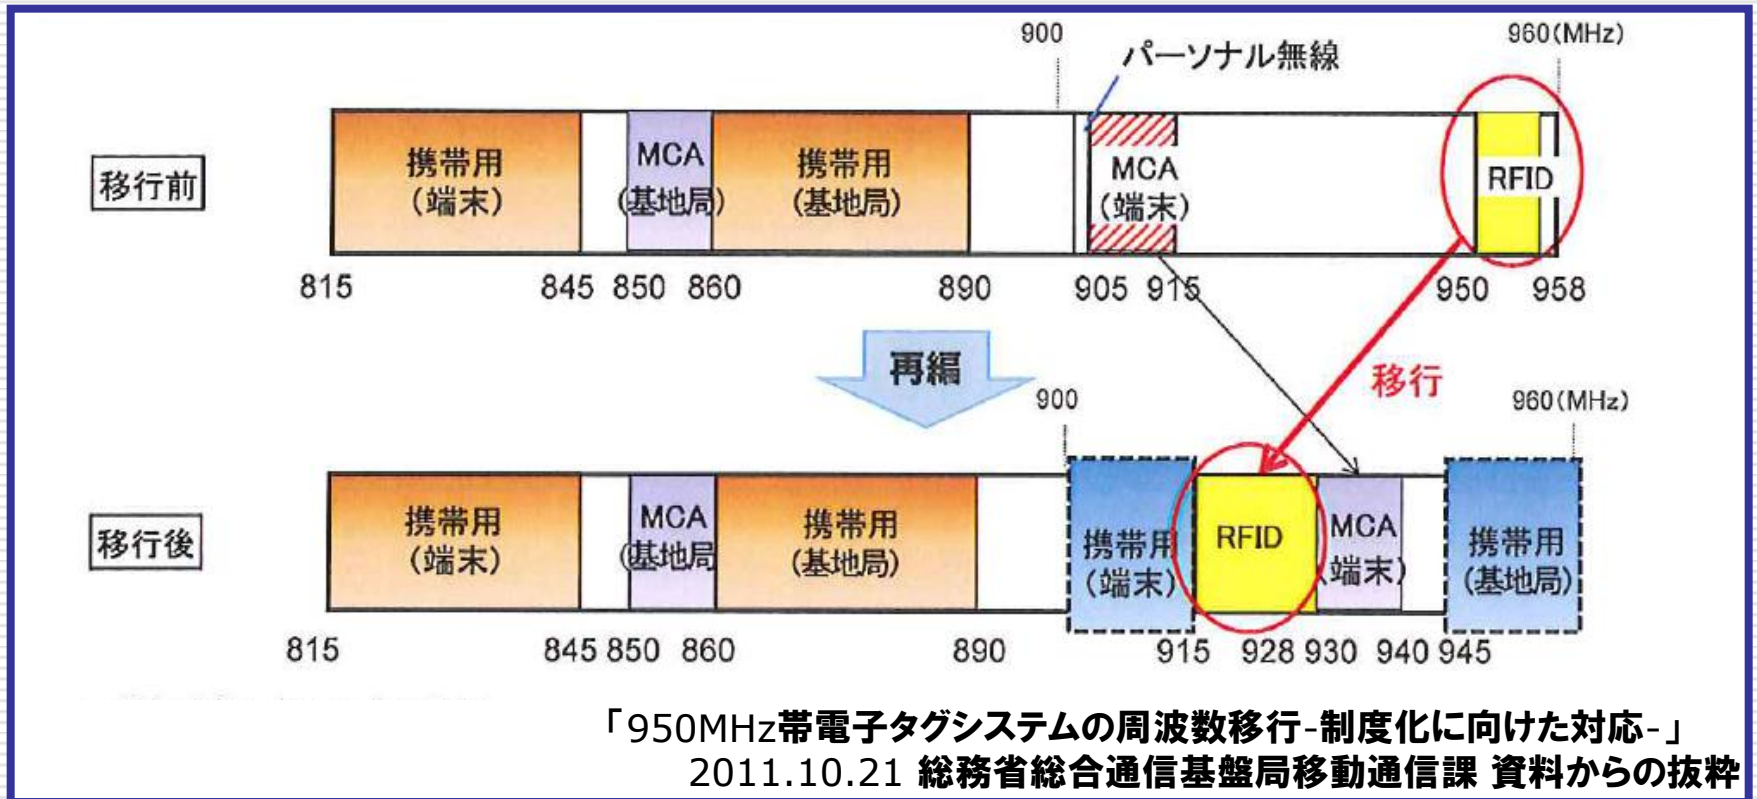 900
960(MHz)
パーソナル無線
移行前
携帯用
(端末)
MCA
(基地局)
携帯用
(基地局)
MCA
(端末)
RFID
815
845
850
860
890
905
915
950
958
再編
移行
900
960(MHz)
移行後
携帯用
(端末)
MCA
(基地局
携帯用
(基地局)
携帯用
(端末)
RFID
MCA
(端末)
携帯用
(基地局)
815
845
850
860
890
915
928
930
940
945
「950MHz帯電子タグシステムの周波数移行-制度化に向けた対応-」
2011.10.21 総務省総合通信基盤局移動通信課 資料からの抜粋